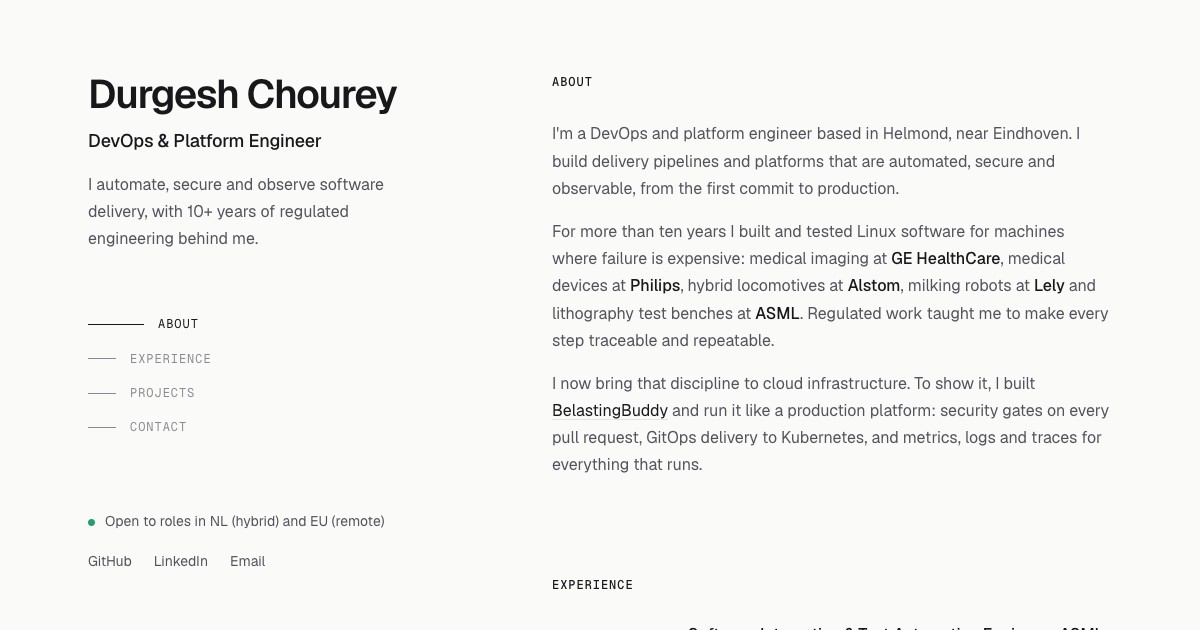 Durgesh Chourey
DevOps & Platform Engineer
I automate, secure and observe software
delivery, with 10+ years of regulated
engineering behind me.
ABOUT
EXPERIENCE
PROJECTS
CONTACT
Open to roles in NL (hybrid) and EU (remote)
GitHub LinkedIn Email
ABOUT
I'm a DevOps and platform engineer based in Helmond, near Eindhoven. I
build delivery pipelines and platforms that are automated, secure and
observable, from the first commit to production.
For more than ten years I built and tested Linux software for machines
where failure is expensive: medical imaging at GE HealthCare, medical
devices at Philips, hybrid locomotives at Alstom, milking robots at Lely and
lithography test benches at ASML. Regulated work taught me to make every
step traceable and repeatable.
I now bring that discipline to cloud infrastructure. To show it, I built
BelastingBuddy and run it like a production platform: security gates on every
pull request, GitOps delivery to Kubernetes, and metrics, logs and traces for
everything that runs.
EXPERIENCE